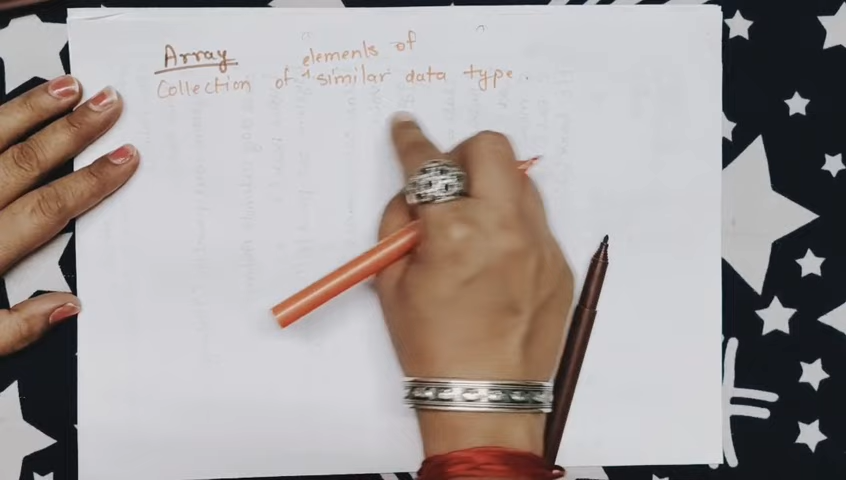 Array
elements of
Collection of similar data type.